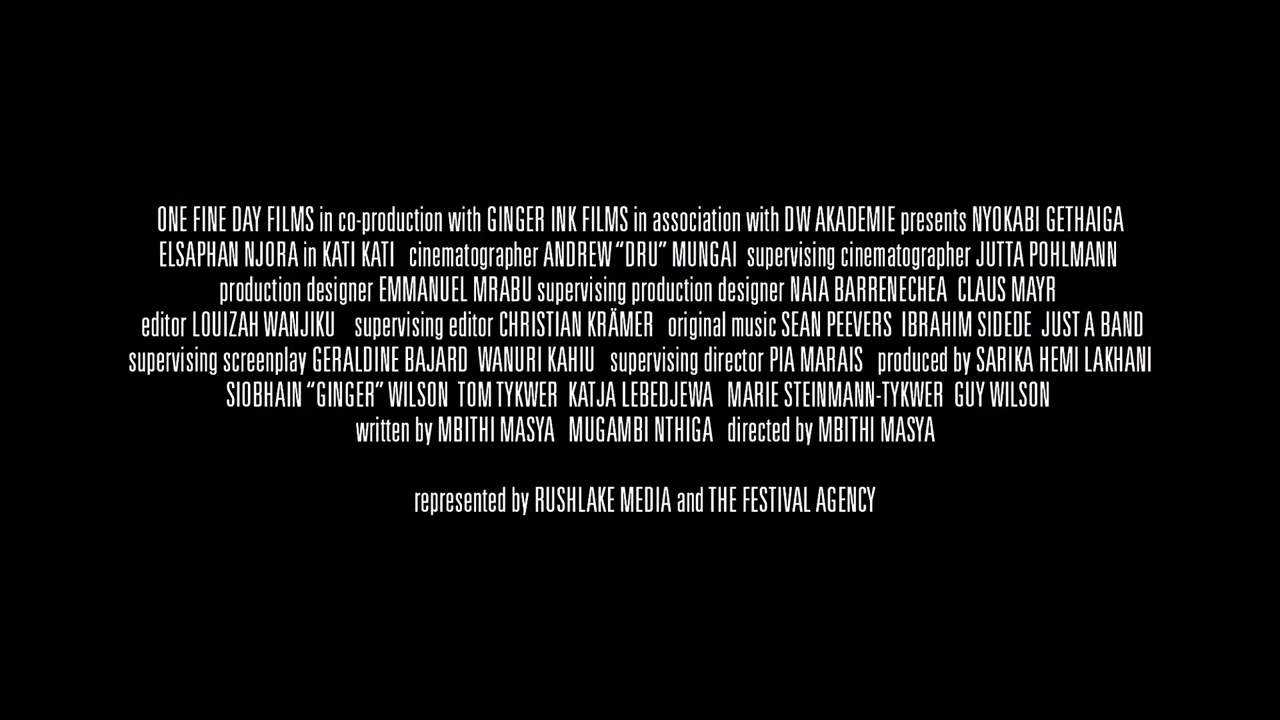 ONE FINE DAY FILMS in co-production with GINGER INK FILMS in association with DW AKADEMIE presents NYOKABI GETHAIGA
ELSAPHAN NJORA in KATI KATI cinematographer ANDREW “DRU” MUNGAI supervising cinematographer JUTTA POHLMANN
production designer EMMANUEL MRABU supervising production designer NAIA BARRENECHEA CLAUS MAYR
editor LOUIZAH WANJIKU supervising editor CHRISTIAN KRÄMER original music SEAN PEEVERS IBRAHIM SIDEDE JUST A BAND
supervising screenplay GERALDINE BAJARD WANURI KAHIU supervising director PIA MARAIS produced by SARIKA HEMI LAKHANI
SIOBHAIN “GINGER” WILSON TOM TYKWER KATJA LEBEDJEWA MARIE STEINMANN-TYKWER GUY WILSON
written by MBITHI MASYA MUGAMBI NTHIGA directed by MBITHI MASYA
represented by RUSHLAKE MEDIA and THE FESTIVAL AGENCY